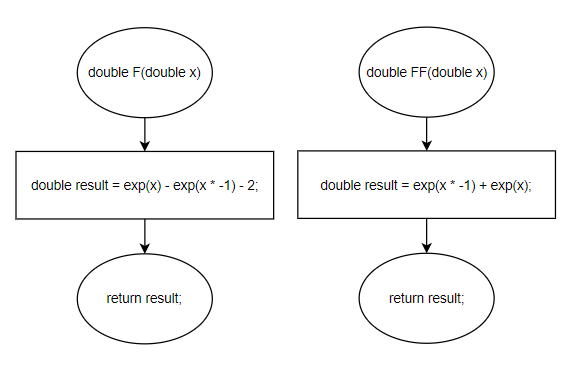 double F(double x)
double FF(double x)
double result = exp(x) - exp(x * -1) - 2;
double result = exp(x * -1) + exp(x);
return result;
return result;